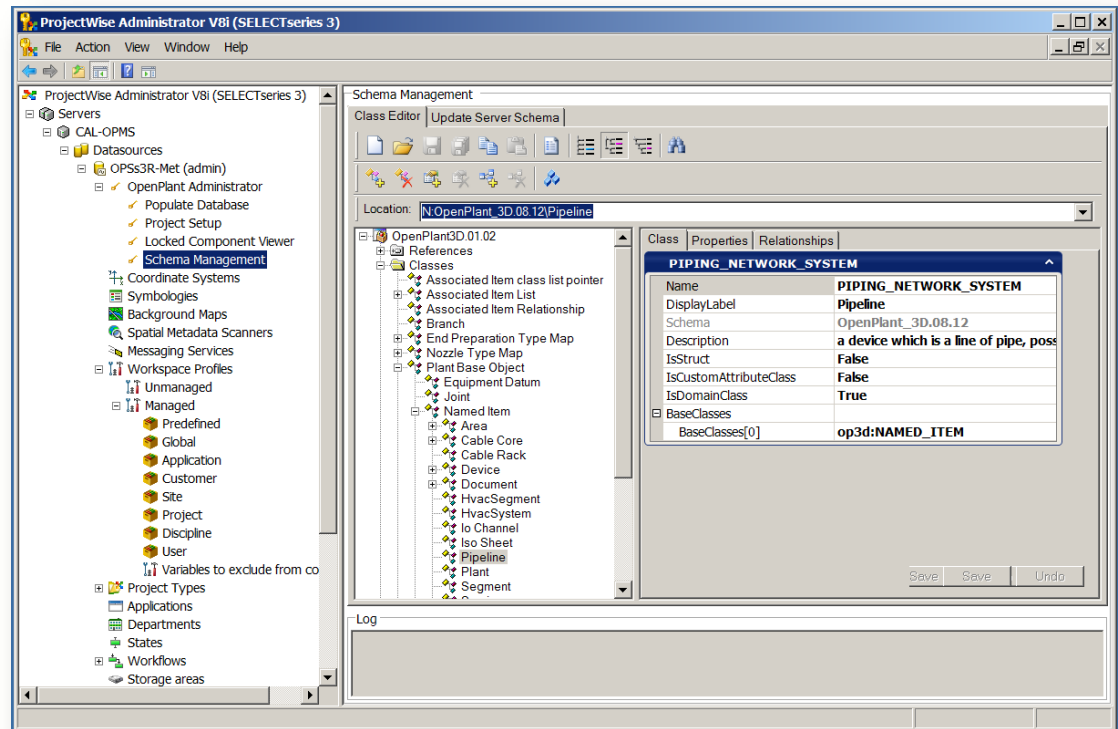 ProjectWise Administrator V8i (SELECTseries 3)
File Action View Window Help
ProjectWise Administrator V8i (SELECTseries 3)
Servers
CAL-OPMS
Datasources
OPSs3R-Met (admin)
OpenPlant Administrator
Populate Database
Project Setup
Locked Component Viewer
Schema Management
Coordinate Systems
Symbologies
Background Maps
Spatial Metadata Scanners
Messaging Services
Workspace Profiles
Unmanaged
Managed
Predefined
Global
Application
Customer
Site
Project
Discipline
User
Variables to exclude from co
Project Types
Applications
Departments
States
Workflows
Storage areas
Schema Management
Class Editor Update Server Schema
Location: N:OpenPlant_3D.08.12\Pipeline
OpenPlant3D.01.02
References
Classes
Associated Item class list pointer
Associated Item List
Associated Item Relationship
Branch
End Preparation Type Map
Nozzle Type Map
Plant Base Object
Equipment Datum
Joint
Named Item
Area
Cable Core
Cable Rack
Device
Document
HvacSegment
HvacSystem
Io Channel
Iso Sheet
Pipeline
Plant
Segment
Class Properties Relationships
PIPING_NETWORK_SYSTEM
Name PIPING_NETWORK_SYSTEM
DisplayLabel Pipeline
Schema OpenPlant_3D.08.12
Description a device which is a line of pipe, poss
IsStruct False
IsCustomAttributeClass False
IsDomainClass True
BaseClasses
BaseClasses[0] op3d:NAMED_ITEM
Save Save Undo
Log